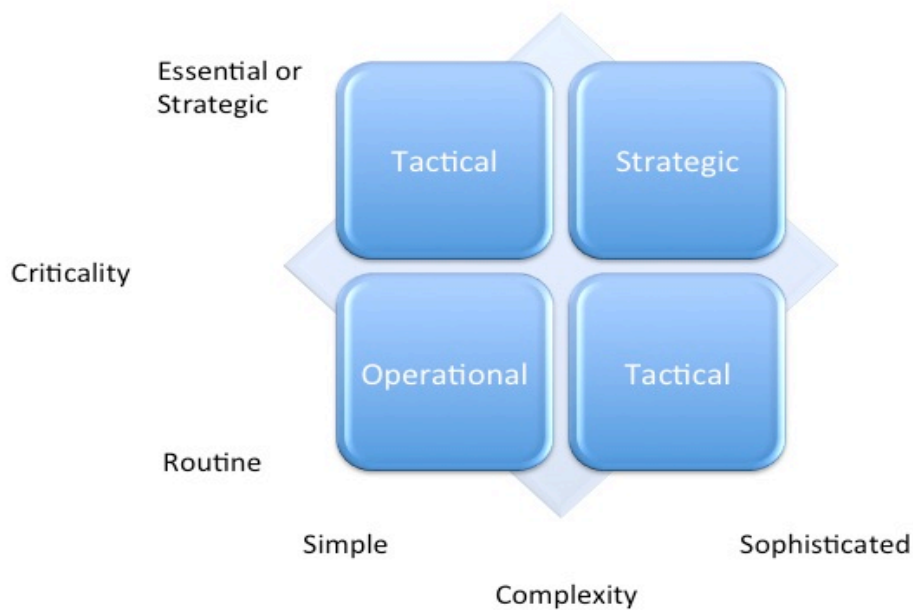 Essential or
Strategic
Tactical
Strategic
Criticality
Operational
Tactical
Routine
Simple
Sophisticated
Complexity